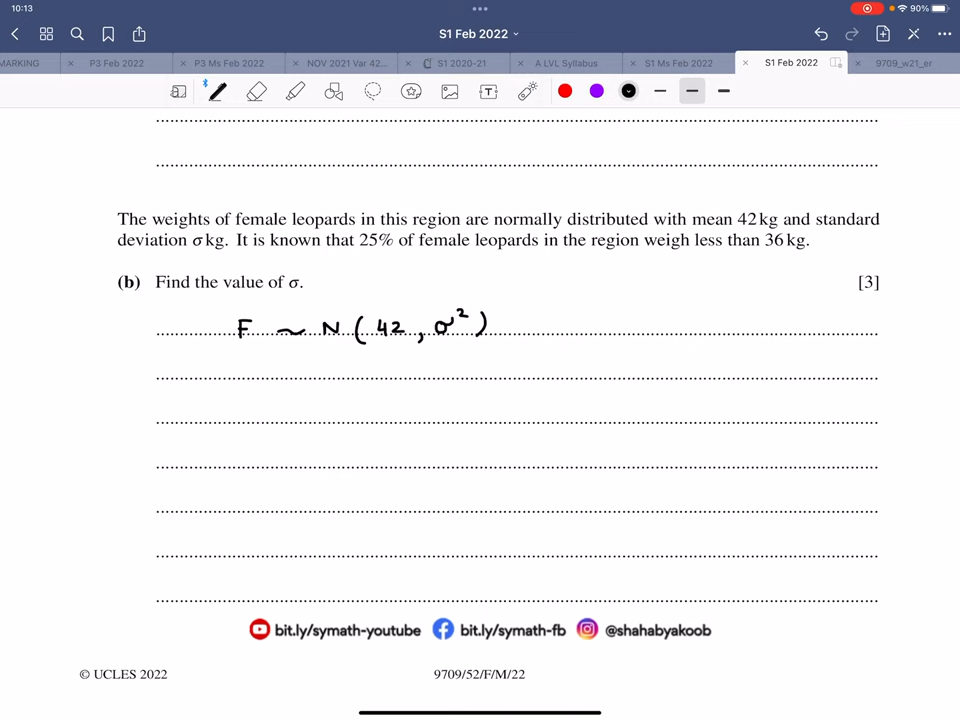 10:13
90%
S1 Feb 2022
MARKING
P3 Feb 2022
P3 Ms Feb 2022
NOV 2021 Var 42...
S1 2020-21
A LVL Syllabus
S1 Ms Feb 2022
S1 Feb 2022
9709_w21_er
The weights of female leopards in this region are normally distributed with mean 42 kg and standard
deviation σ kg. It is known that 25% of female leopards in the region weigh less than 36 kg.
(b) Find the value of σ. [3]
F ~ N ( 42 , σ² )
bit.ly/symath-youtube bit.ly/symath-fb @shahabyakoob
© UCLES 2022 9709/52/F/M/22